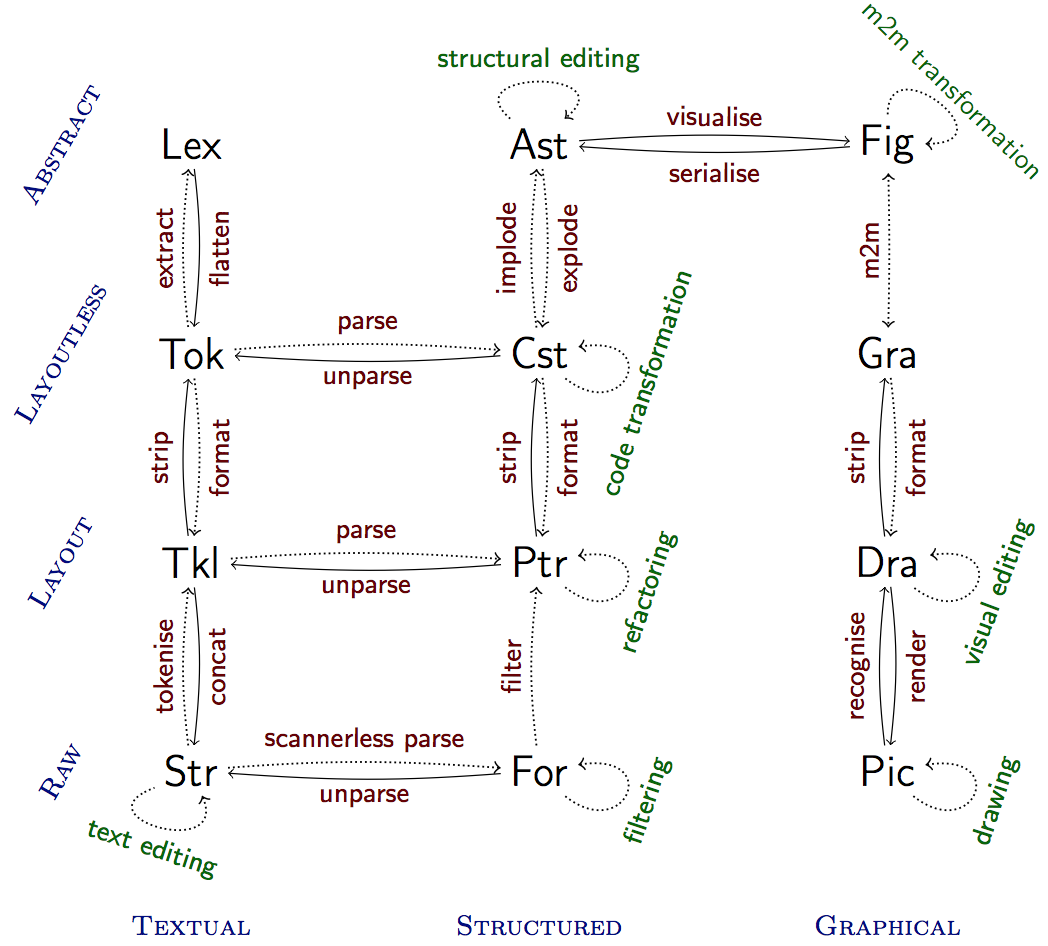 m2m transformation
structural editing
visualise
ABSTRACT
Lex
Ast
Fig
serialise
extract
flatten
implode
explode
m2m
LAYOUTLESS
parse
Tok
Cst
Gra
unparse
code transformation
strip
format
strip
format
strip
format
LAYOUT
parse
Tkl
Ptr
Dra
unparse
refactoring
visual editing
tokenise
concat
filter
recognise
render
scannerless parse
RAW
Str
For
Pic
unparse
filtering
drawing
text editing
TEXTUAL
STRUCTURED
GRAPHICAL